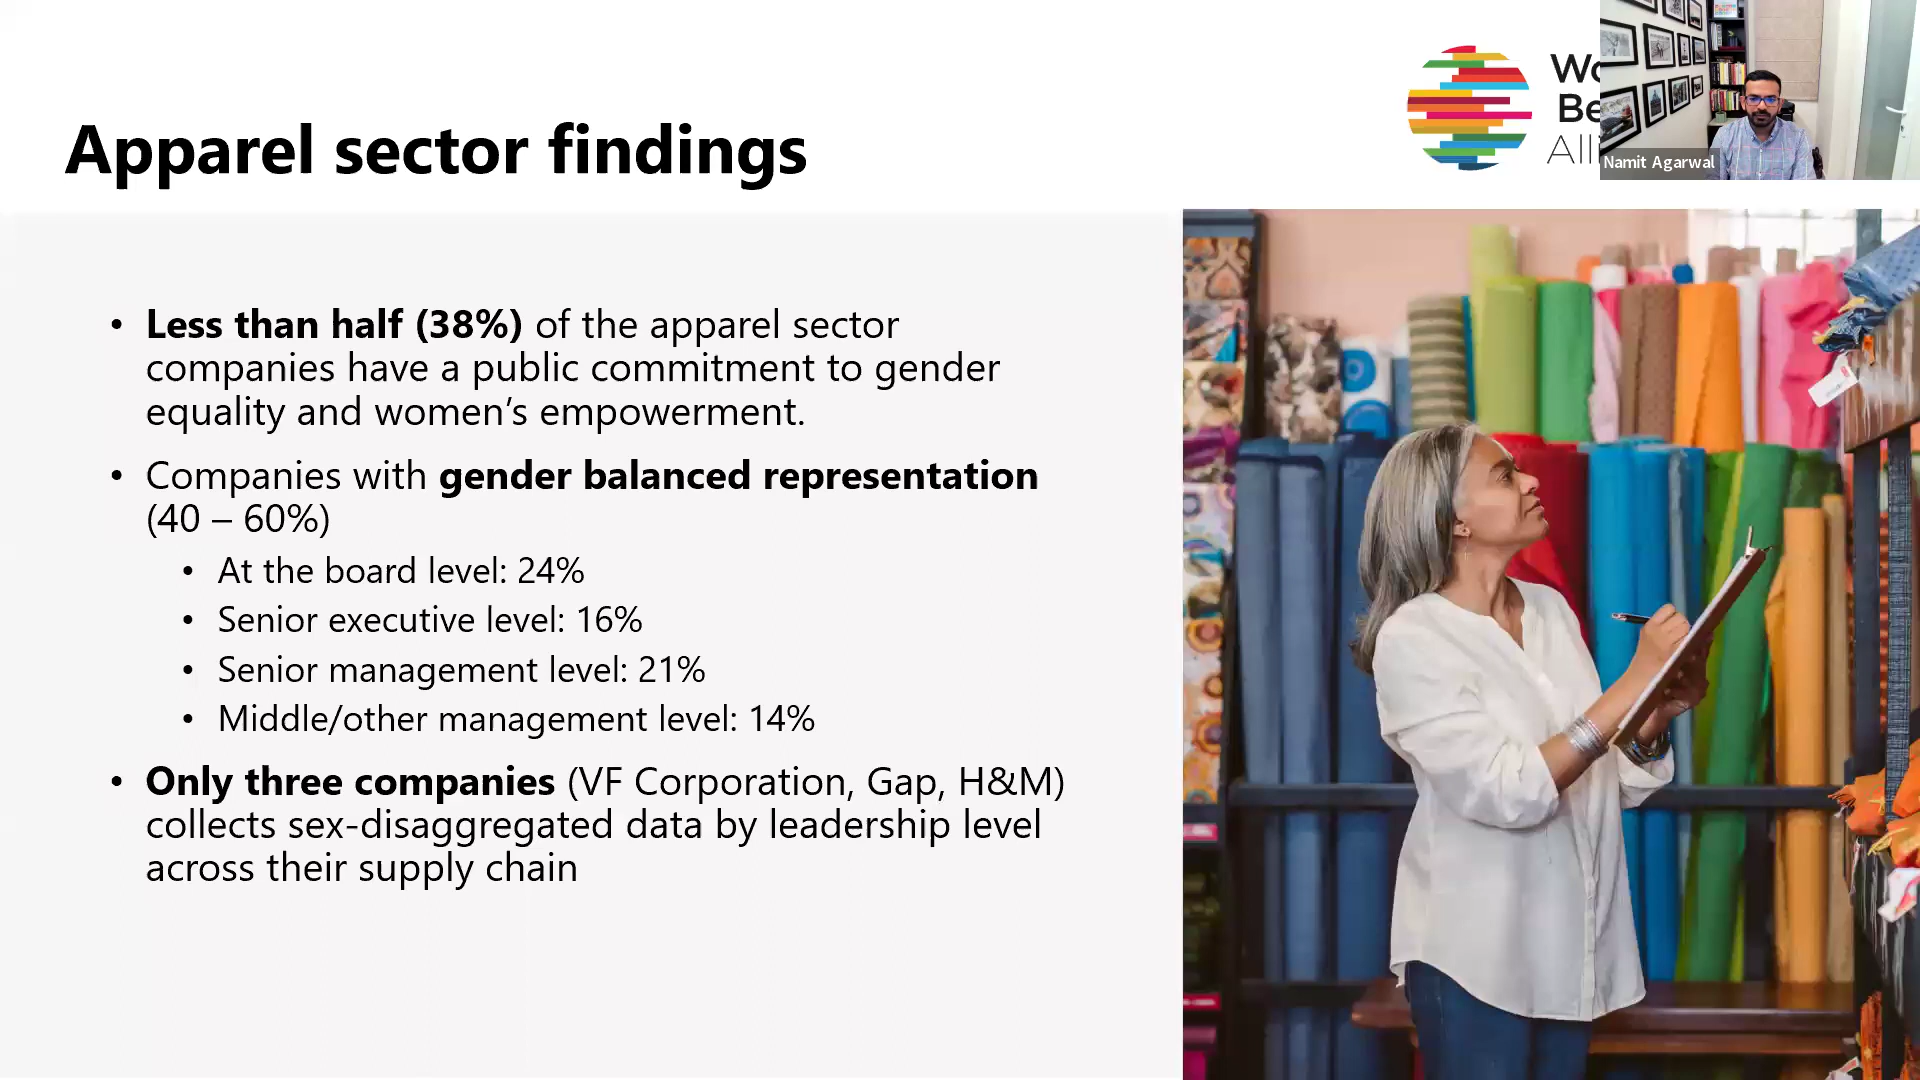 Apparel sector findings
Namit Agarwal
• Less than half (38%) of the apparel sector
companies have a public commitment to gender
equality and women’s empowerment.
• Companies with gender balanced representation
(40 – 60%)
• At the board level: 24%
• Senior executive level: 16%
• Senior management level: 21%
• Middle/other management level: 14%
• Only three companies (VF Corporation, Gap, H&M)
collects sex-disaggregated data by leadership level
across their supply chain